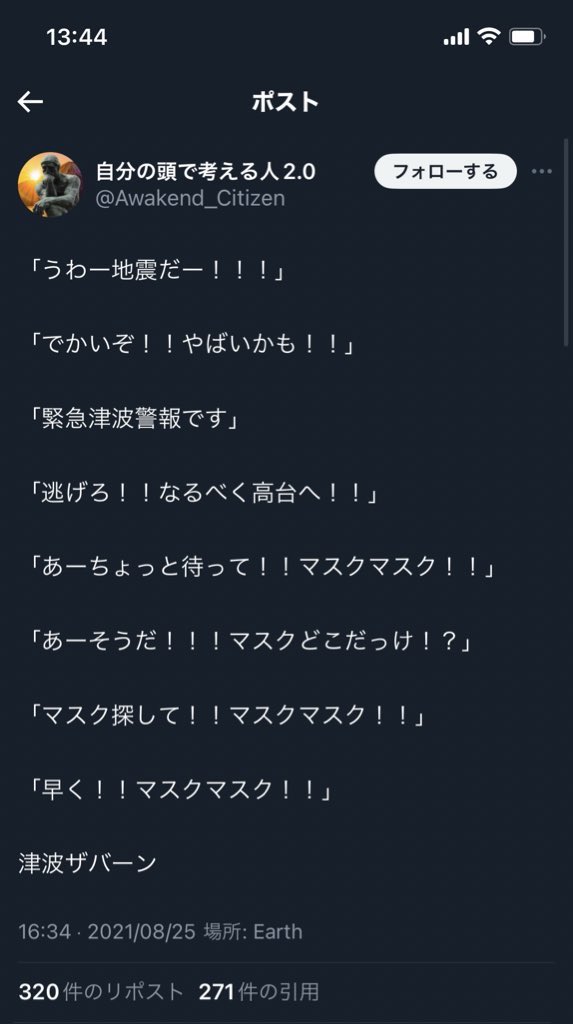 13:44
ポスト
自分の頭で考える人2.0
フォローする
@Awakend_Citizen
「うわー地震だー！！！」
「でかいぞ！！やばいかも！！」
「緊急津波警報です」
「逃げろ！！なるべく高台へ！！」
「あーちょっと待って！！マスクマスク！！」
「あーそうだ！！！マスクどこだっけ！？」
「マスク探して！！マスクマスク！！」
「早く！！マスクマスク！！」
津波ザバーン
16:34 · 2021/08/25 場所: Earth
320件のリポスト 271件の引用